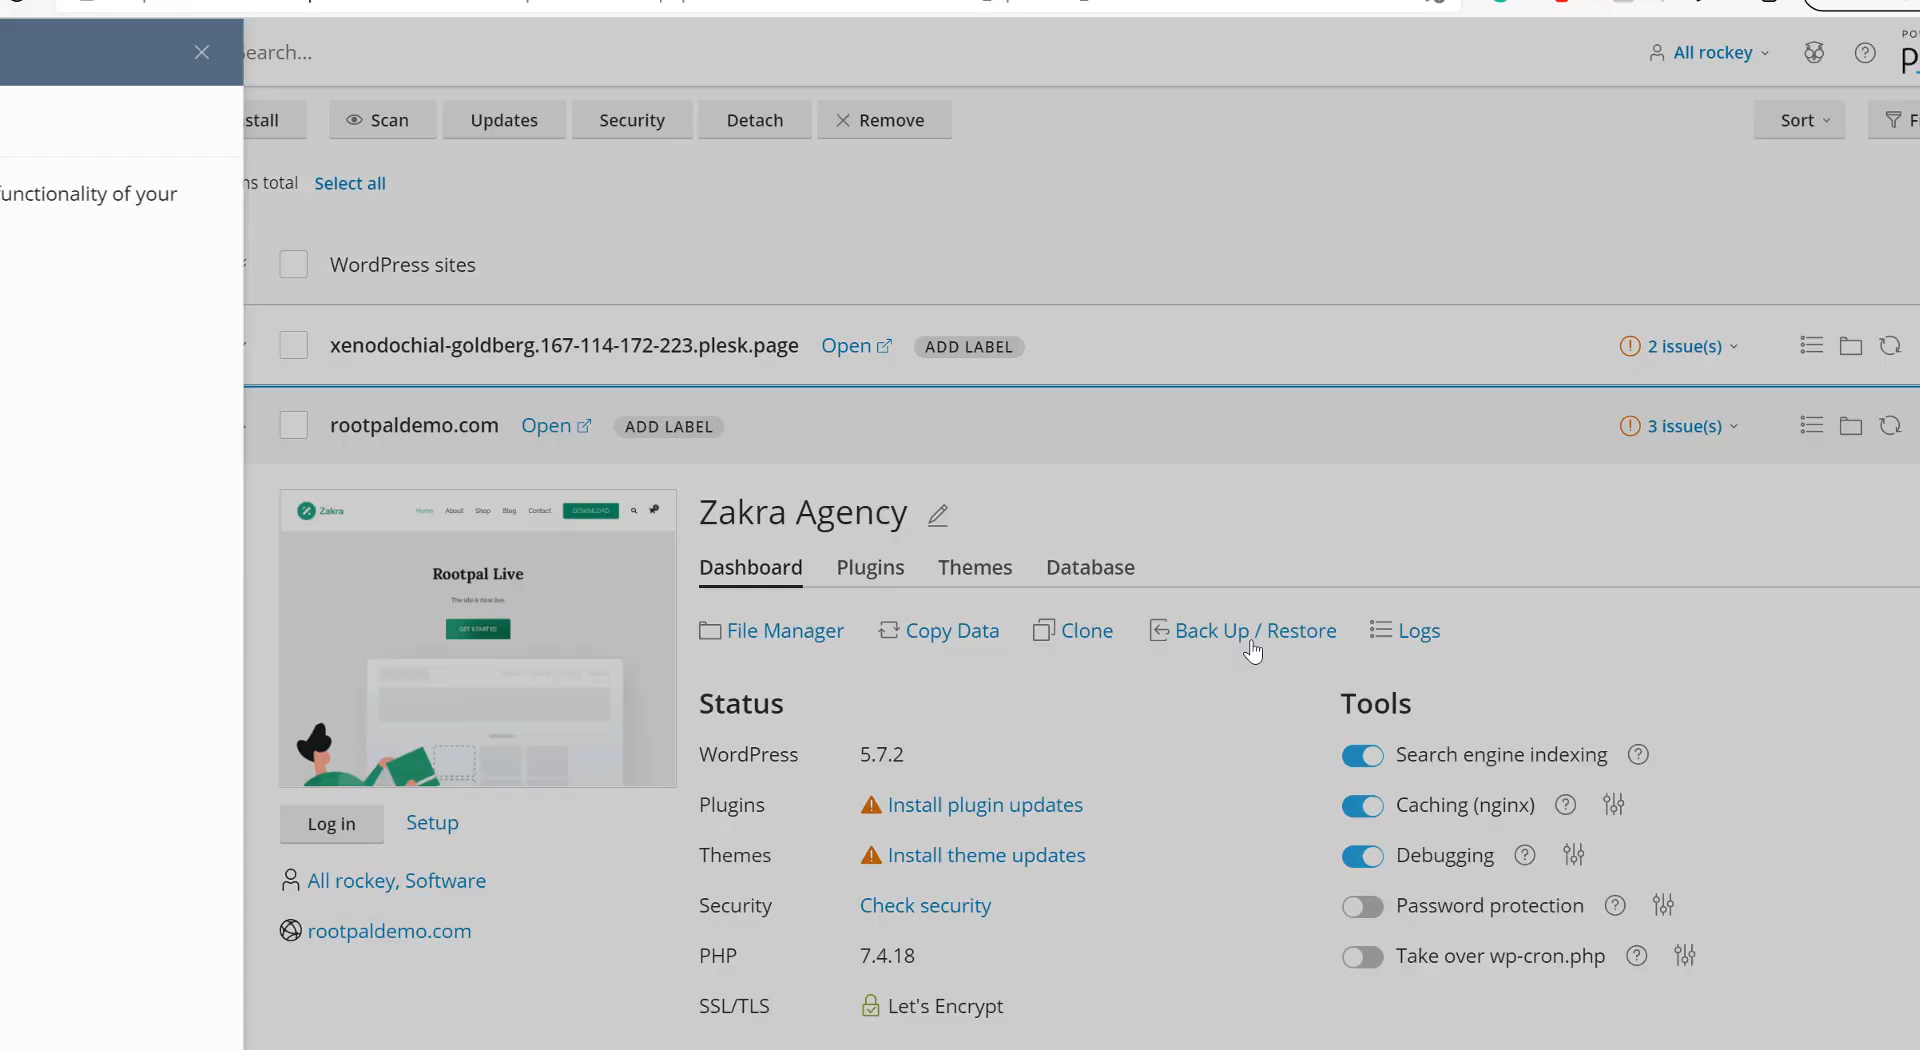 earch...
All rockey
stall
Scan
Updates
Security
Detach
Remove
Sort
functionality of your
ns total
Select all
WordPress sites
xenodochial-goldberg.167-114-172-223.plesk.page
Open
ADD LABEL
2 issue(s)
rootpaldemo.com
Open
ADD LABEL
3 issue(s)
Zakra
Home
About
Shop
Blog
Contact
DOWNLOAD
Rootpal Live
The site is now live.
GET STARTED
Zakra Agency
Dashboard
Plugins
Themes
Database
File Manager
Copy Data
Clone
Back Up / Restore
Logs
Status
WordPress
5.7.2
Plugins
Install plugin updates
Themes
Install theme updates
Security
Check security
PHP
7.4.18
SSL/TLS
Let's Encrypt
Tools
Search engine indexing
Caching (nginx)
Debugging
Password protection
Take over wp-cron.php
Log in
Setup
All rockey, Software
rootpaldemo.com